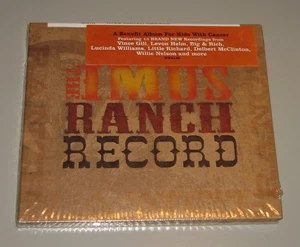 A Benefit Album For Kids With Cancer
Featuring 12 BRAND NEW Recordings from
Vince Gill, Levon Helm, Big & Rich,
Lucinda Williams, Little Richard, Delbert McClinton,
Willie Nelson and more
THE
IMUS
RANCH
RECORD